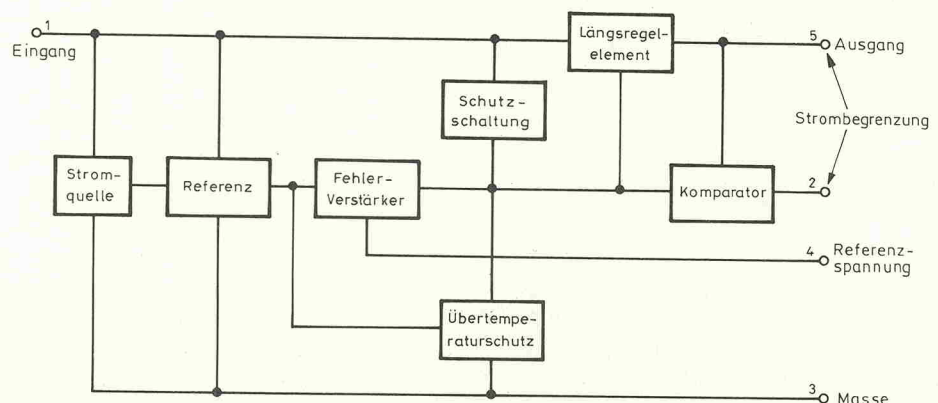 1
Eingang
Längsregel-
element
5
Ausgang
Schutz-
schaltung
Strombegrenzung
Strom-
quelle
Referenz
Fehler-
Verstärker
Komparator
2
4
Referenz-
spannung
Übertempe-
raturschutz
3
Masse